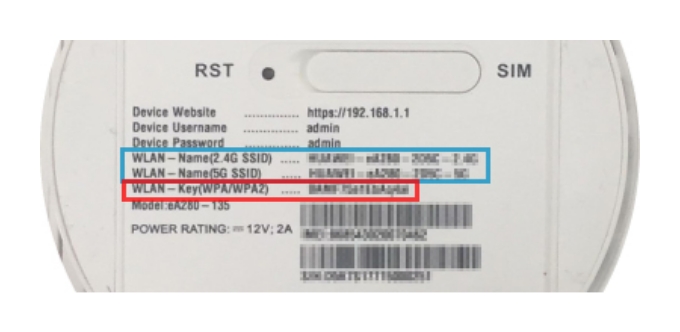 RST SIM
Device Website .............. https://192.168.1.1
Device Username .............. admin
Device Password .............. admin
WLAN – Name(2.4G SSID) .....
WLAN – Name(5G SSID) .....
WLAN – Key(WPA/WPA2) .....
Model:eA280 – 135
POWER RATING: ⎓ 12V; 2A